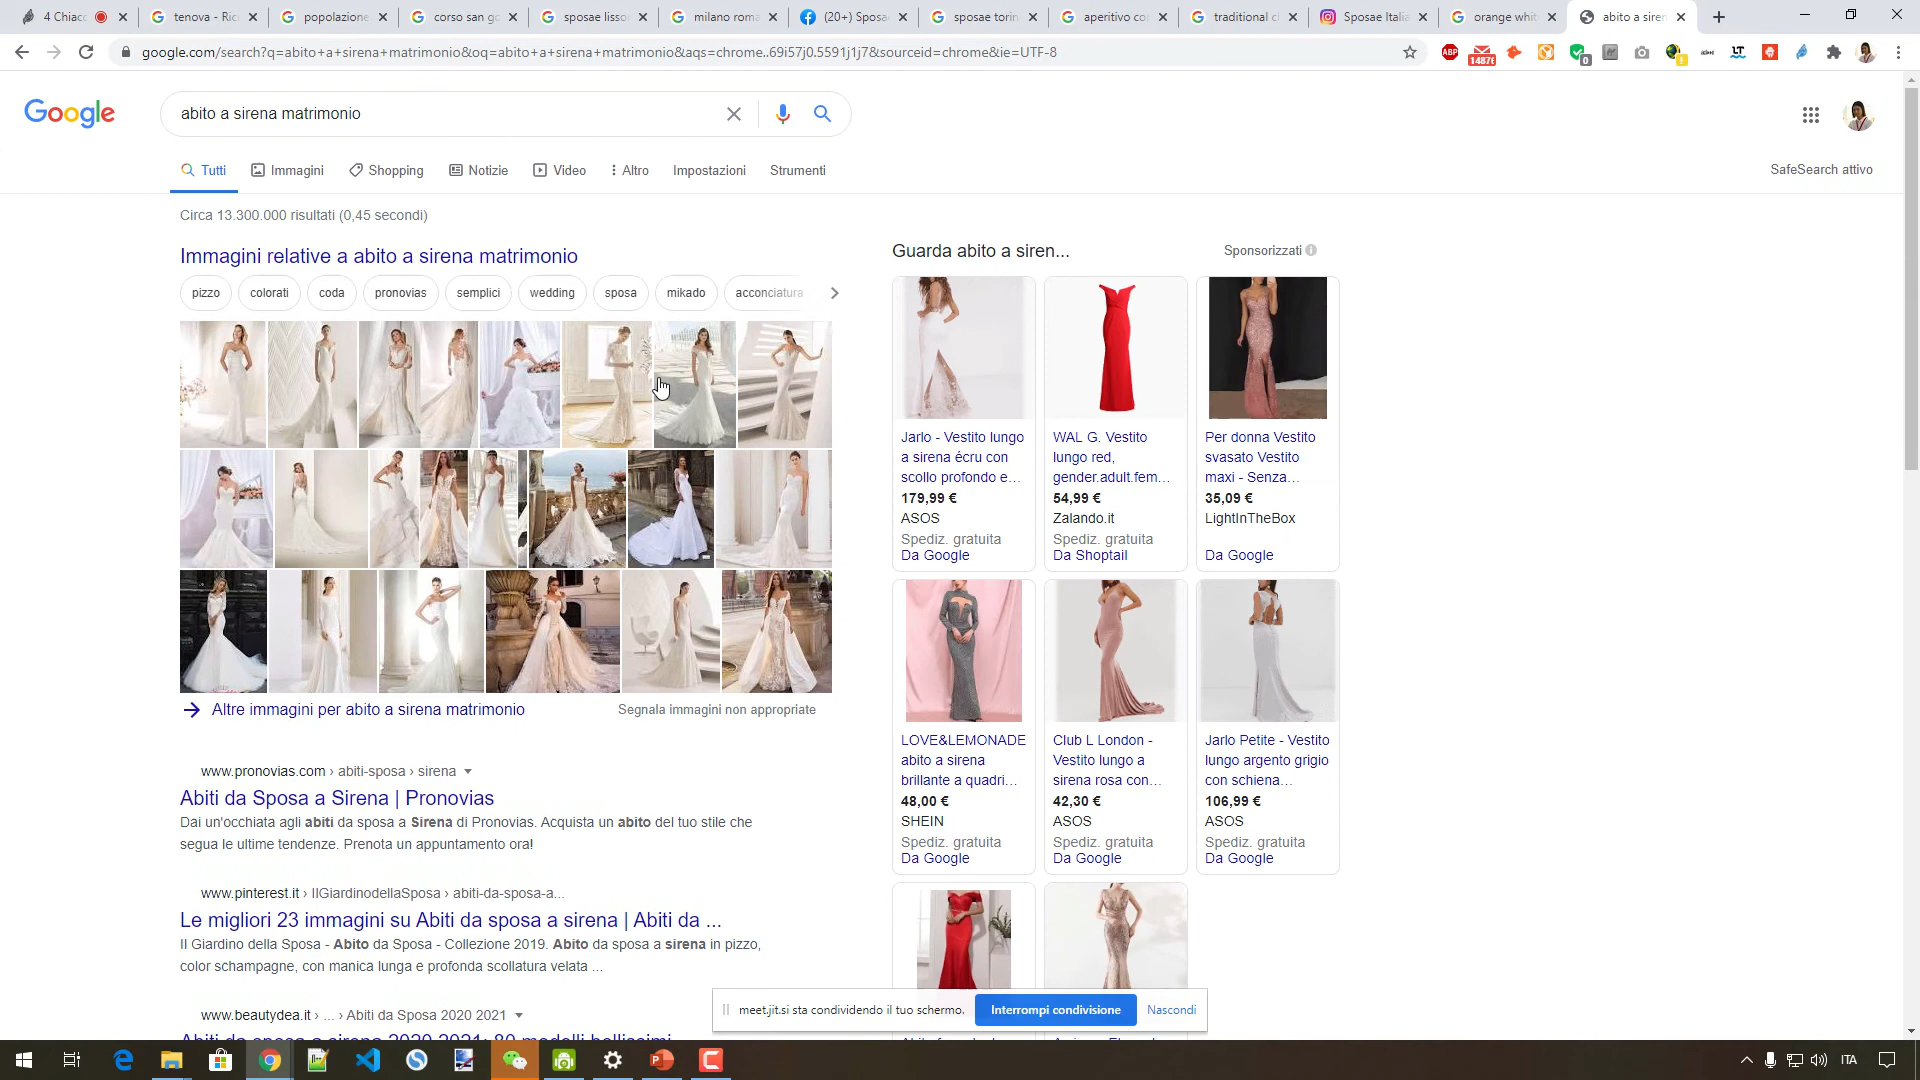 4 Chiacc
tenova - Rice
popolazione
corso san go
sposae lisso
milano roma
(20+) Sposae
sposae torin
aperitivo co
traditional cl
Sposae Italia
orange whit
abito a siren
google.com/search?q=abito+a+sirena+matrimonio&oq=abito+a+sirena+matrimonio&aqs=chrome..69i57j0.5591j1j7&sourceid=chrome&ie=UTF-8
ABP
0
Google
abito a sirena matrimonio
Tutti
Immagini
Shopping
Notizie
Video
Altro
Impostazioni
Strumenti
SafeSearch attivo
Circa 13.300.000 risultati (0,45 secondi)
Immagini relative a abito a sirena matrimonio
pizzo
colorati
coda
pronovias
semplici
wedding
sposa
mikado
acconciatura
Altre immagini per abito a sirena matrimonio
Segnala immagini non appropriate
www.pronovias.com › abiti-sposa › sirena
Abiti da Sposa a Sirena | Pronovias
Dai un'occhiata agli abiti da sposa a Sirena di Pronovias. Acquista un abito del tuo stile che
segua le ultime tendenze. Prenota un appuntamento ora!
www.pinterest.it › IlGiardinodellaSposa › abiti-da-sposa-a...
Le migliori 23 immagini su Abiti da sposa a sirena | Abiti da ...
Il Giardino della Sposa - Abito da Sposa - Collezione 2019. Abito da sposa a sirena in pizzo,
color schampagne, con manica lunga e profonda scollatura velata ...
www.beautydea.it › ... › Abiti da Sposa 2020 2021
Abiti da sposa a sirena 2020 2021: 80 modelli bellissimi
Guarda abito a siren...
Sponsorizzati
Jarlo - Vestito lungo
a sirena écru con
scollo profondo e...
179,99 €
ASOS
Spediz. gratuita
Da Google
WAL G. Vestito
lungo red,
gender.adult.fem...
54,99 €
Zalando.it
Spediz. gratuita
Da Shoptail
Per donna Vestito
svasato Vestito
maxi - Senza...
35,09 €
LightInTheBox
Da Google
LOVE&LEMONADE
abito a sirena
brillante a quadri...
48,00 €
SHEIN
Spediz. gratuita
Da Google
Club L London -
Vestito lungo a
sirena rosa con...
42,30 €
ASOS
Spediz. gratuita
Da Google
Jarlo Petite - Vestito
lungo argento grigio
con schiena...
106,99 €
ASOS
Spediz. gratuita
Da Google
meet.jit.si sta condividendo il tuo schermo.
Interrompi condivisione
Nascondi
ITA